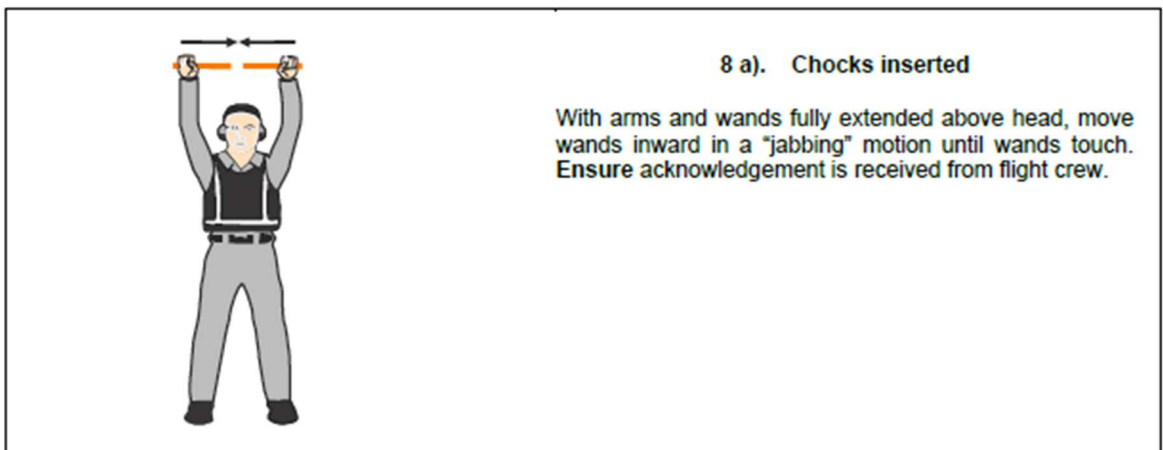 8 a). Chocks inserted
With arms and wands fully extended above head, move
wands inward in a “jabbing” motion until wands touch.
Ensure acknowledgement is received from flight crew.